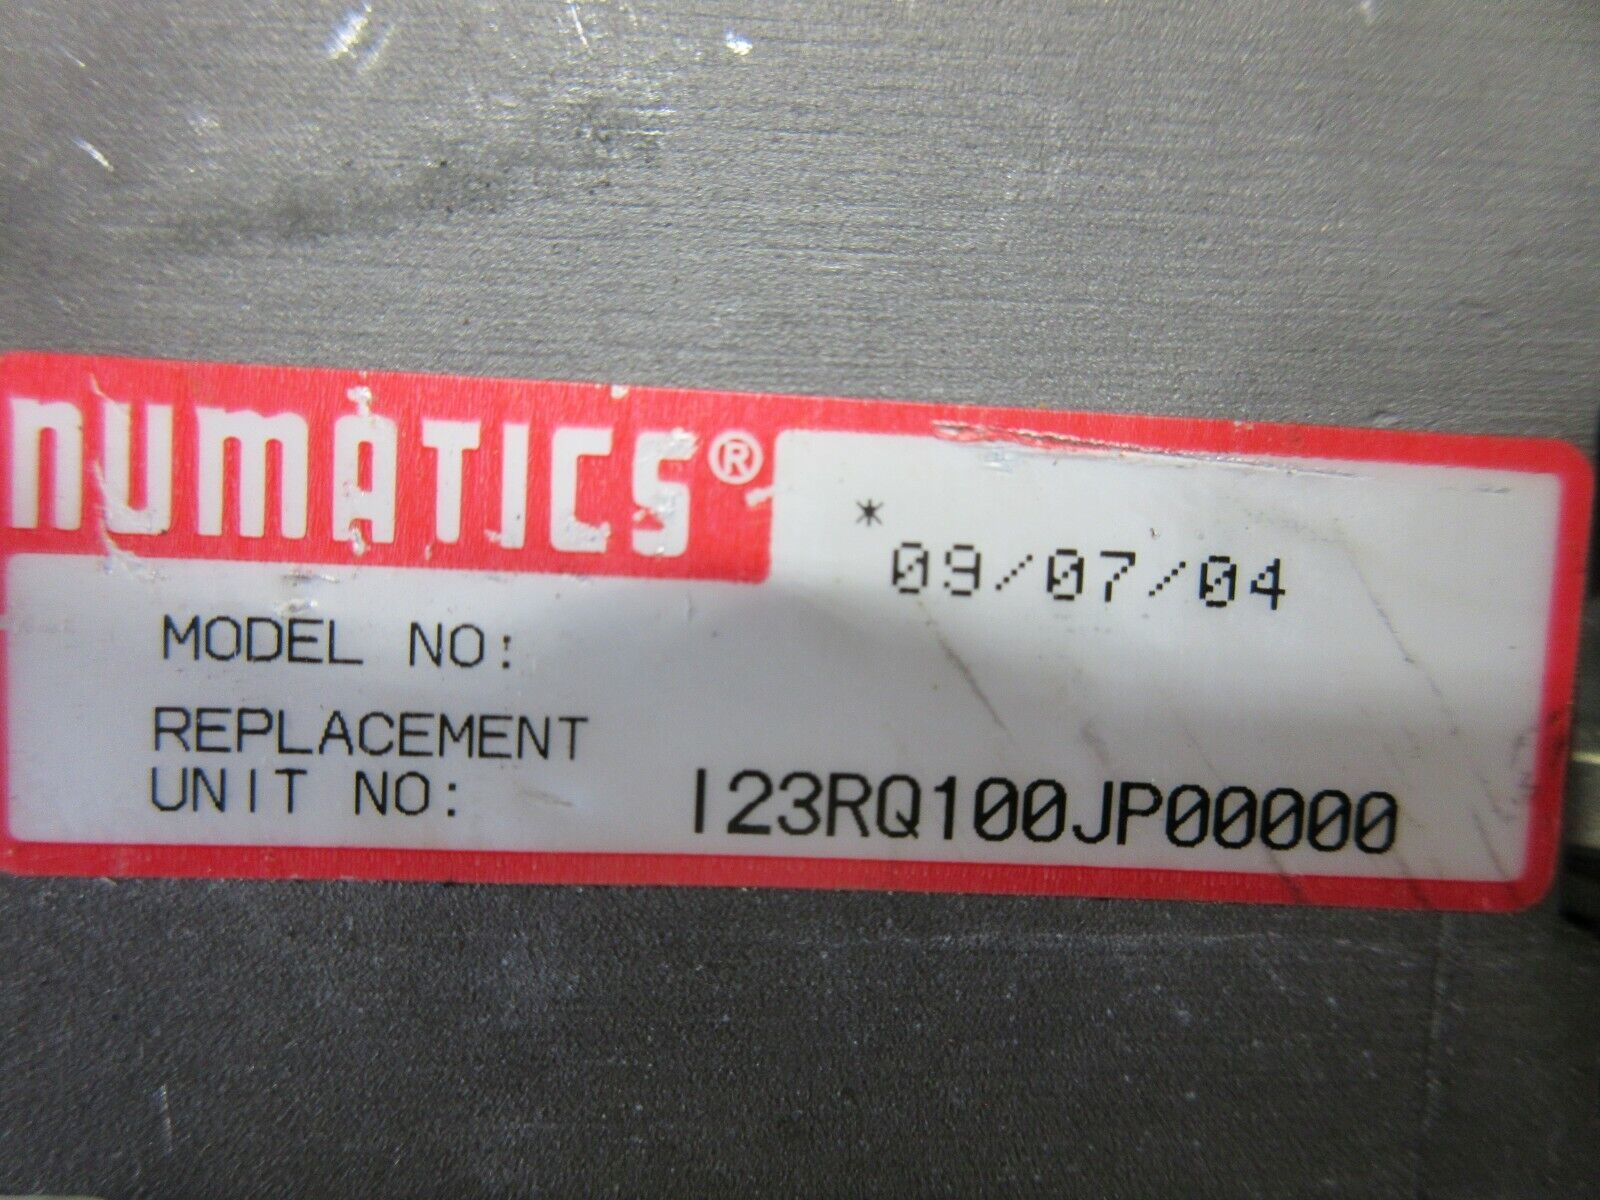 NUMATICS®
*
09/07/04
MODEL NO:
REPLACEMENT
UNIT NO: I23RQ100JP00000